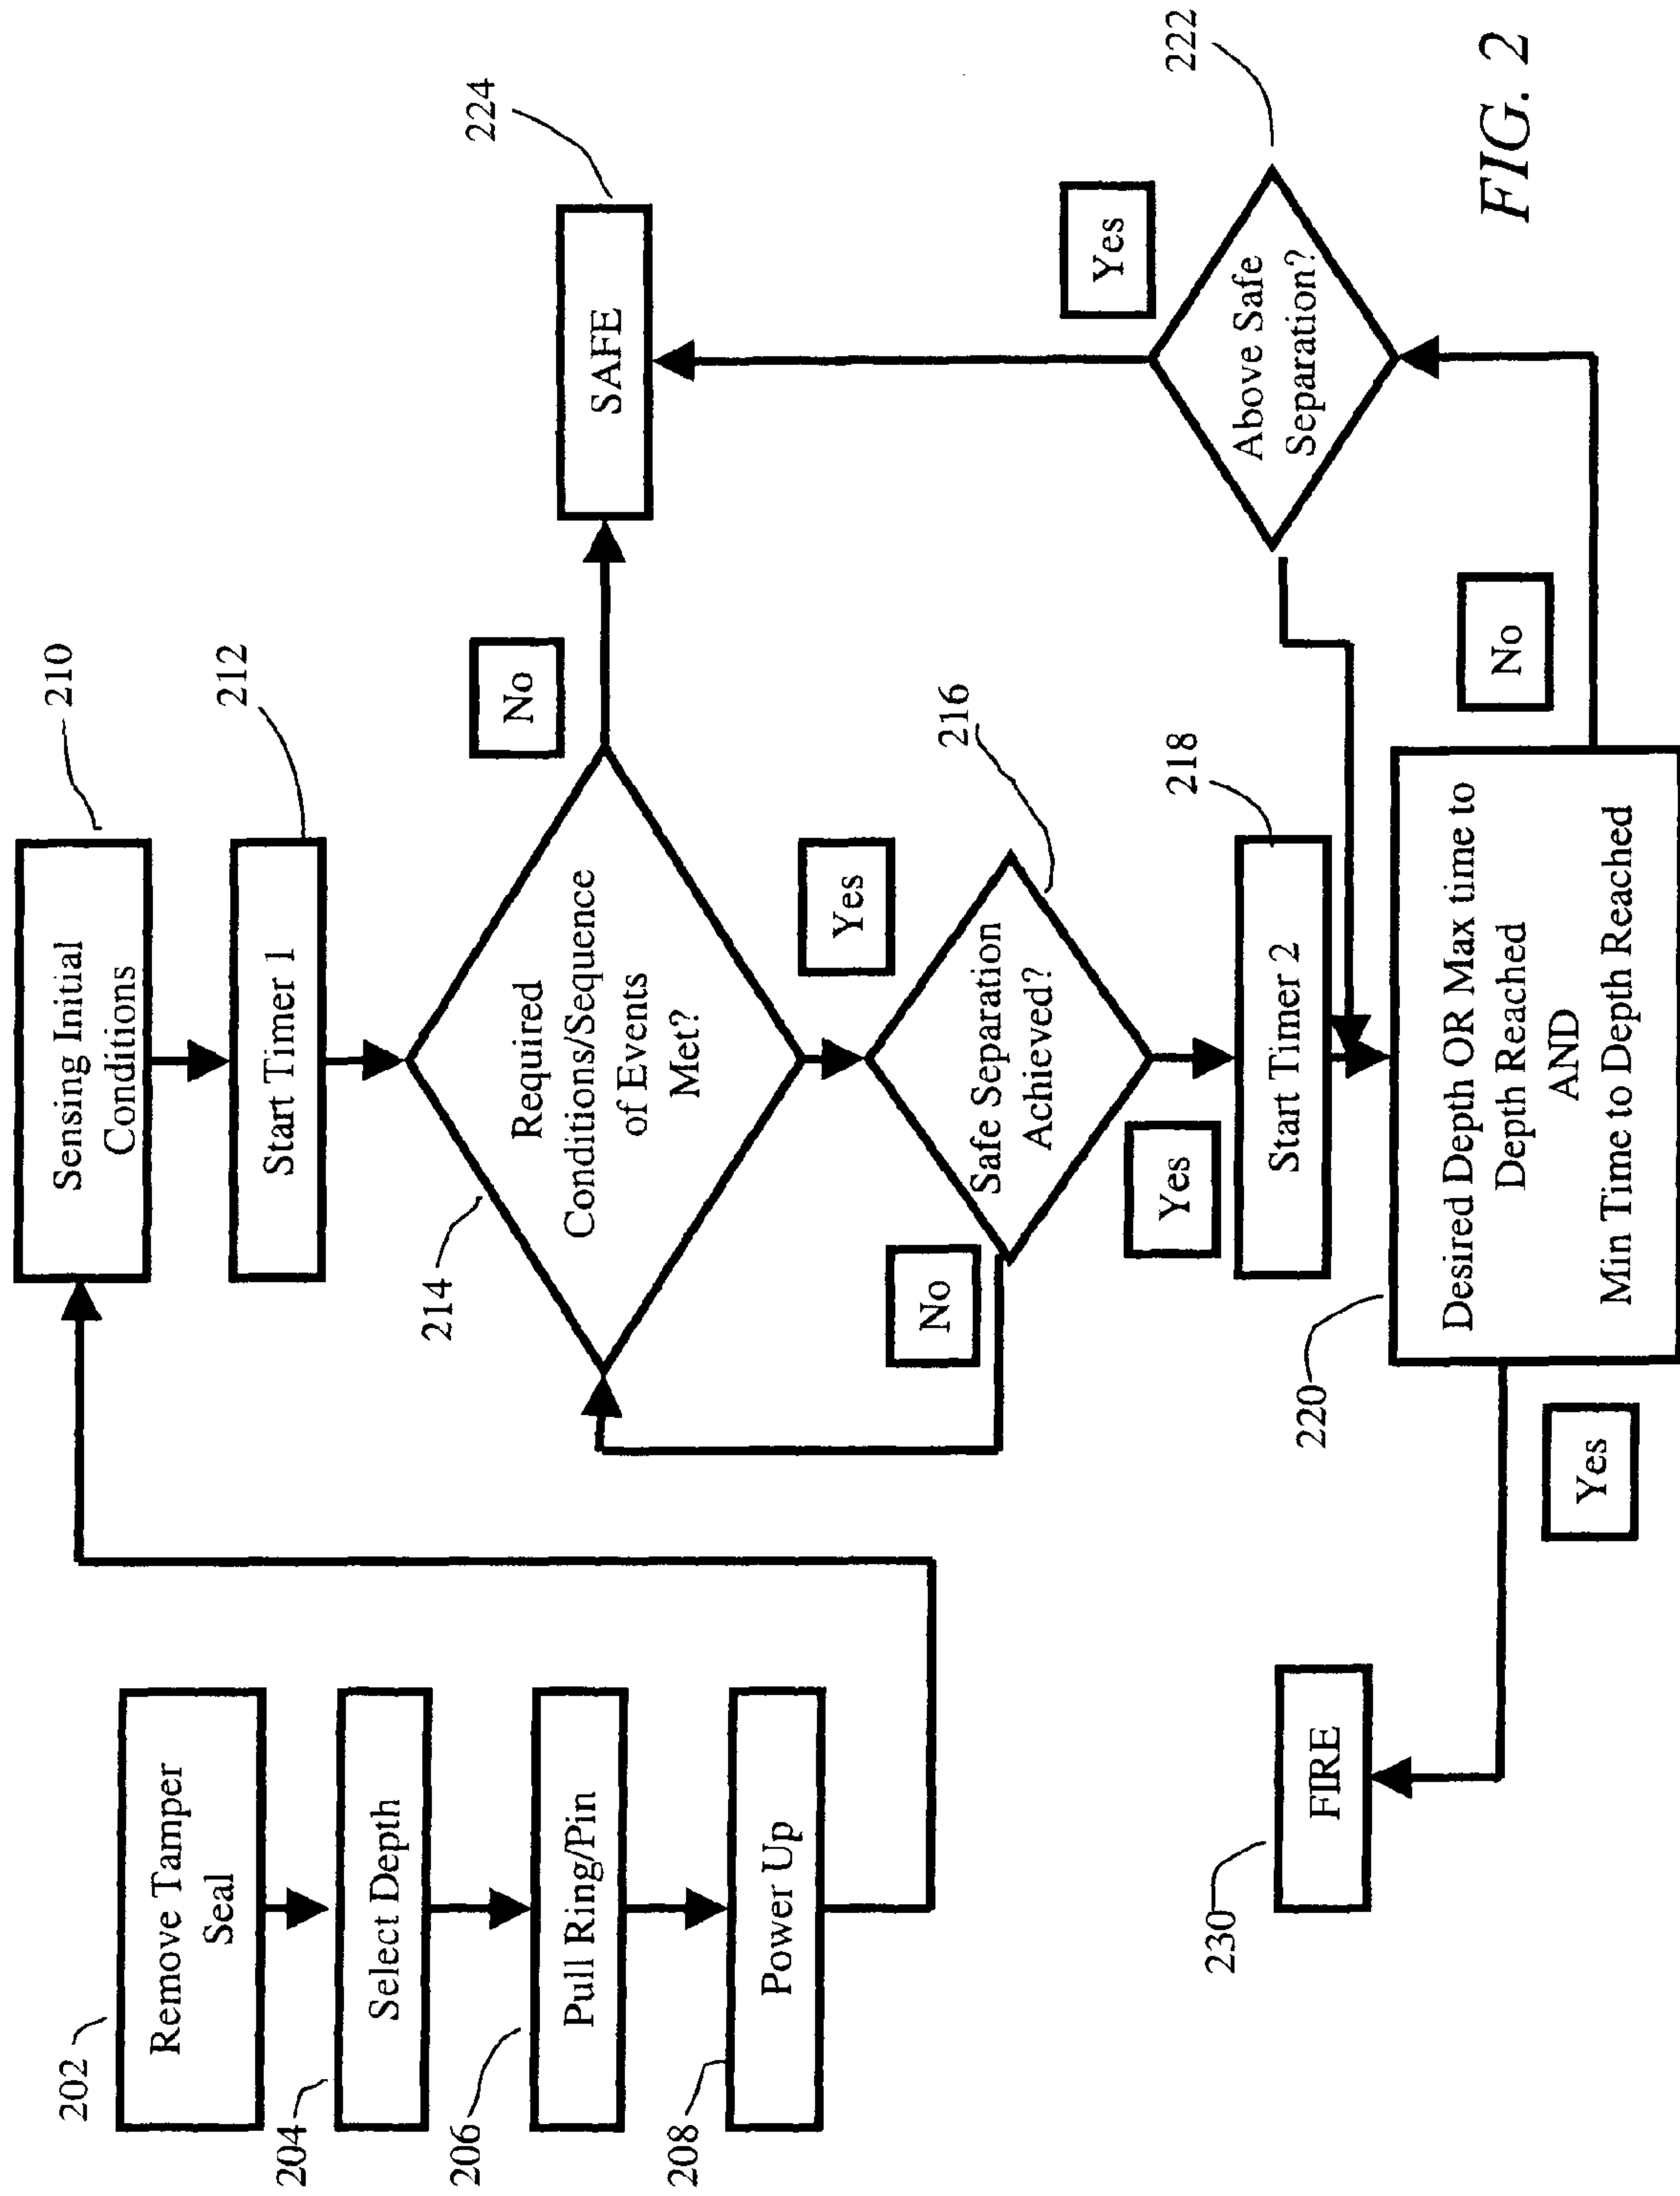 202
Remove Tamper
Seal
204
Select Depth
206
Pull Ring/Pin
208
Power Up
210
Sensing Initial
Conditions
212
Start Timer 1
214
Required
Conditions/Sequence
of Events
Met?
No
224
SAFE
Yes
216
Safe Separation
Achieved?
No
Yes
218
Start Timer 2
220
Desired Depth OR Max time to
Depth Reached
AND
Min Time to Depth Reached
No
222
Above Safe
Separation?
Yes
Yes
230
FIRE
FIG. 2